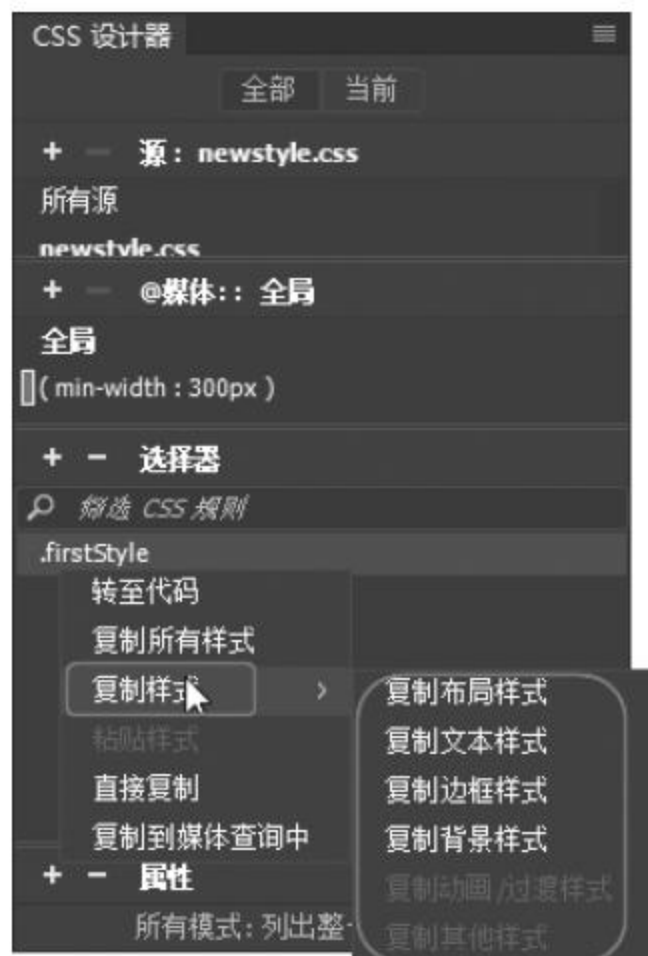 CSS 设计器
全部 当前
+ − 源： newstyle.css
所有源
newstyle.css
+ − @媒体:： 全局
全局
( min-width : 300px )
+ − 选择器
筛选 CSS 规则
.firstStyle
转至代码
复制所有样式
复制样式 >
粘贴样式
直接复制
复制到媒体查询中
复制布局样式
复制文本样式
复制边框样式
复制背景样式
复制动画/过渡样式
复制其他样式
+ − 属性
所有模式: 列出整